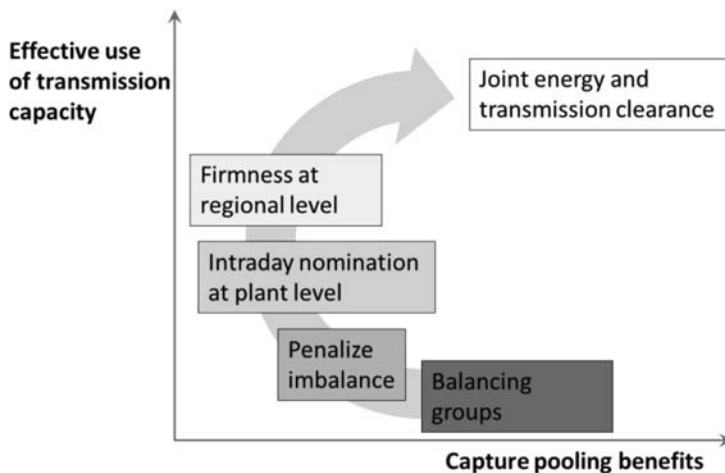 Effective use
of transmission
capacity
Joint energy and
transmission clearance
Firmness at
regional level
Intraday nomination
at plant level
Penalize
imbalance
Balancing
groups
Capture pooling benefits